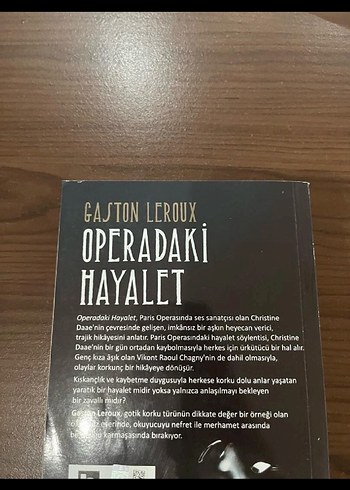 GASTON LEROUX
OPERADAKİ
HAYALET
Operadaki Hayalet, Paris Operasında ses sanatçısı olan Christine
Daae'nin çevresinde gelişen, imkânsız bir aşkın heyecan verici,
trajik hikâyesini anlatır. Paris Operasındaki hayalet söylentisi, Christine
Daae'nin bir gün ortadan kaybolmasıyla herkes için ürkütücü bir hal alır.
Genç kıza âşık olan Vikont Raoul Chagny'nin de dahil olmasıyla,
olaylar korkunç bir hikâyeye dönüşür.
Kıskançlık ve kaybetme duygusuyla herkese korku dolu anlar yaşatan
yaratık bir hayalet midir yoksa yalnızca anlaşılmayı bekleyen
bir zavallı mıdır?
Gaston Leroux, gotik korku türünün dikkate değer bir örneği olan
eserinde, okuyucuyu nefret ile merhamet arasında
karmaşasında bırakıyor.